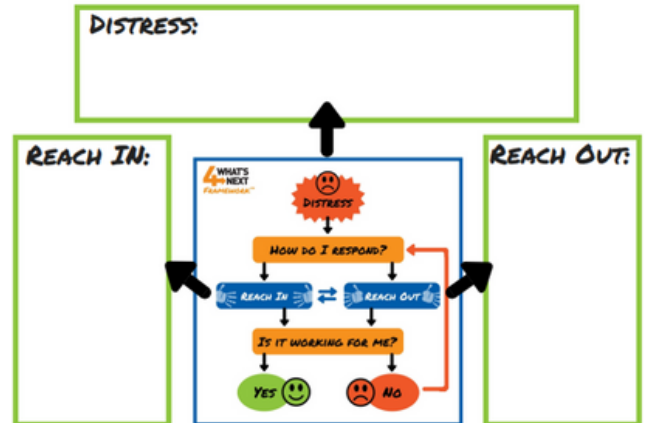 DISTRESS:
REACH IN:
REACH OUT:
4 WHAT'S
NEXT
FRAMEWORK™
DISTRESS
HOW DO I RESPOND?
REACH IN
REACH OUT
IS IT WORKING FOR ME?
YES
NO